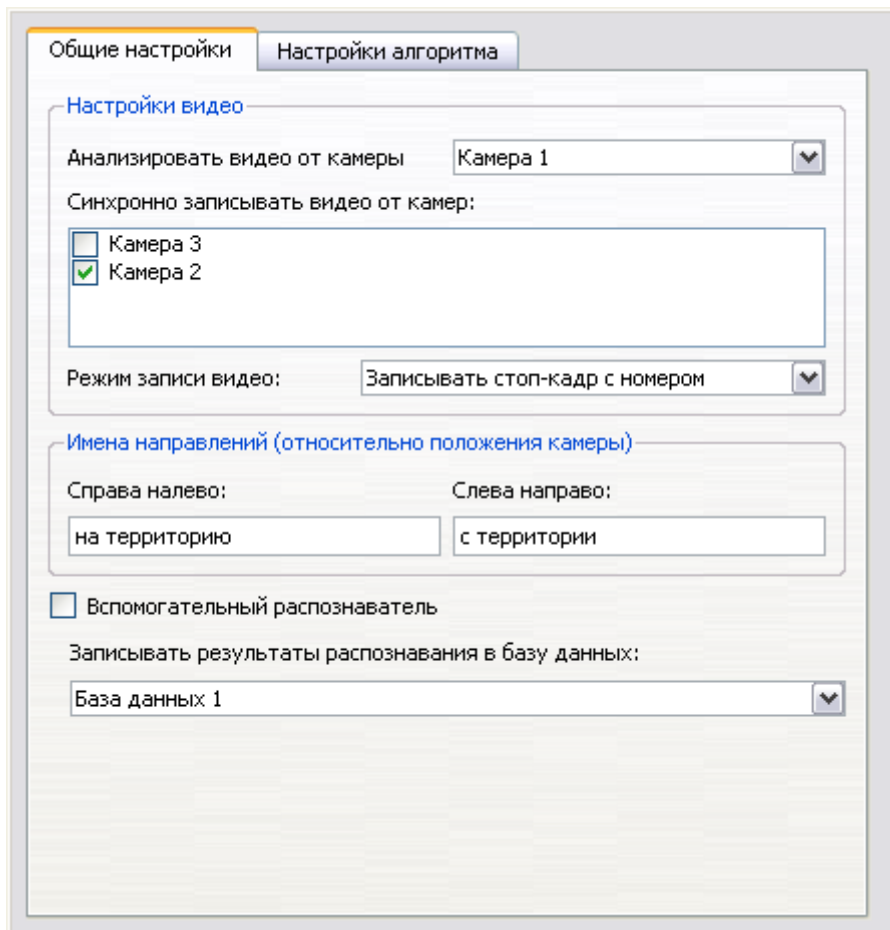 Общие настройки Настройки алгоритма
Настройки видео
Анализировать видео от камеры Камера 1
Синхронно записывать видео от камер:
Камера 3
Камера 2
Режим записи видео: Записывать стоп-кадр с номером
Имена направлений (относительно положения камеры)
Справа налево: Слева направо:
на территорию с территории
Вспомогательный распознаватель
Записывать результаты распознавания в базу данных:
База данных 1